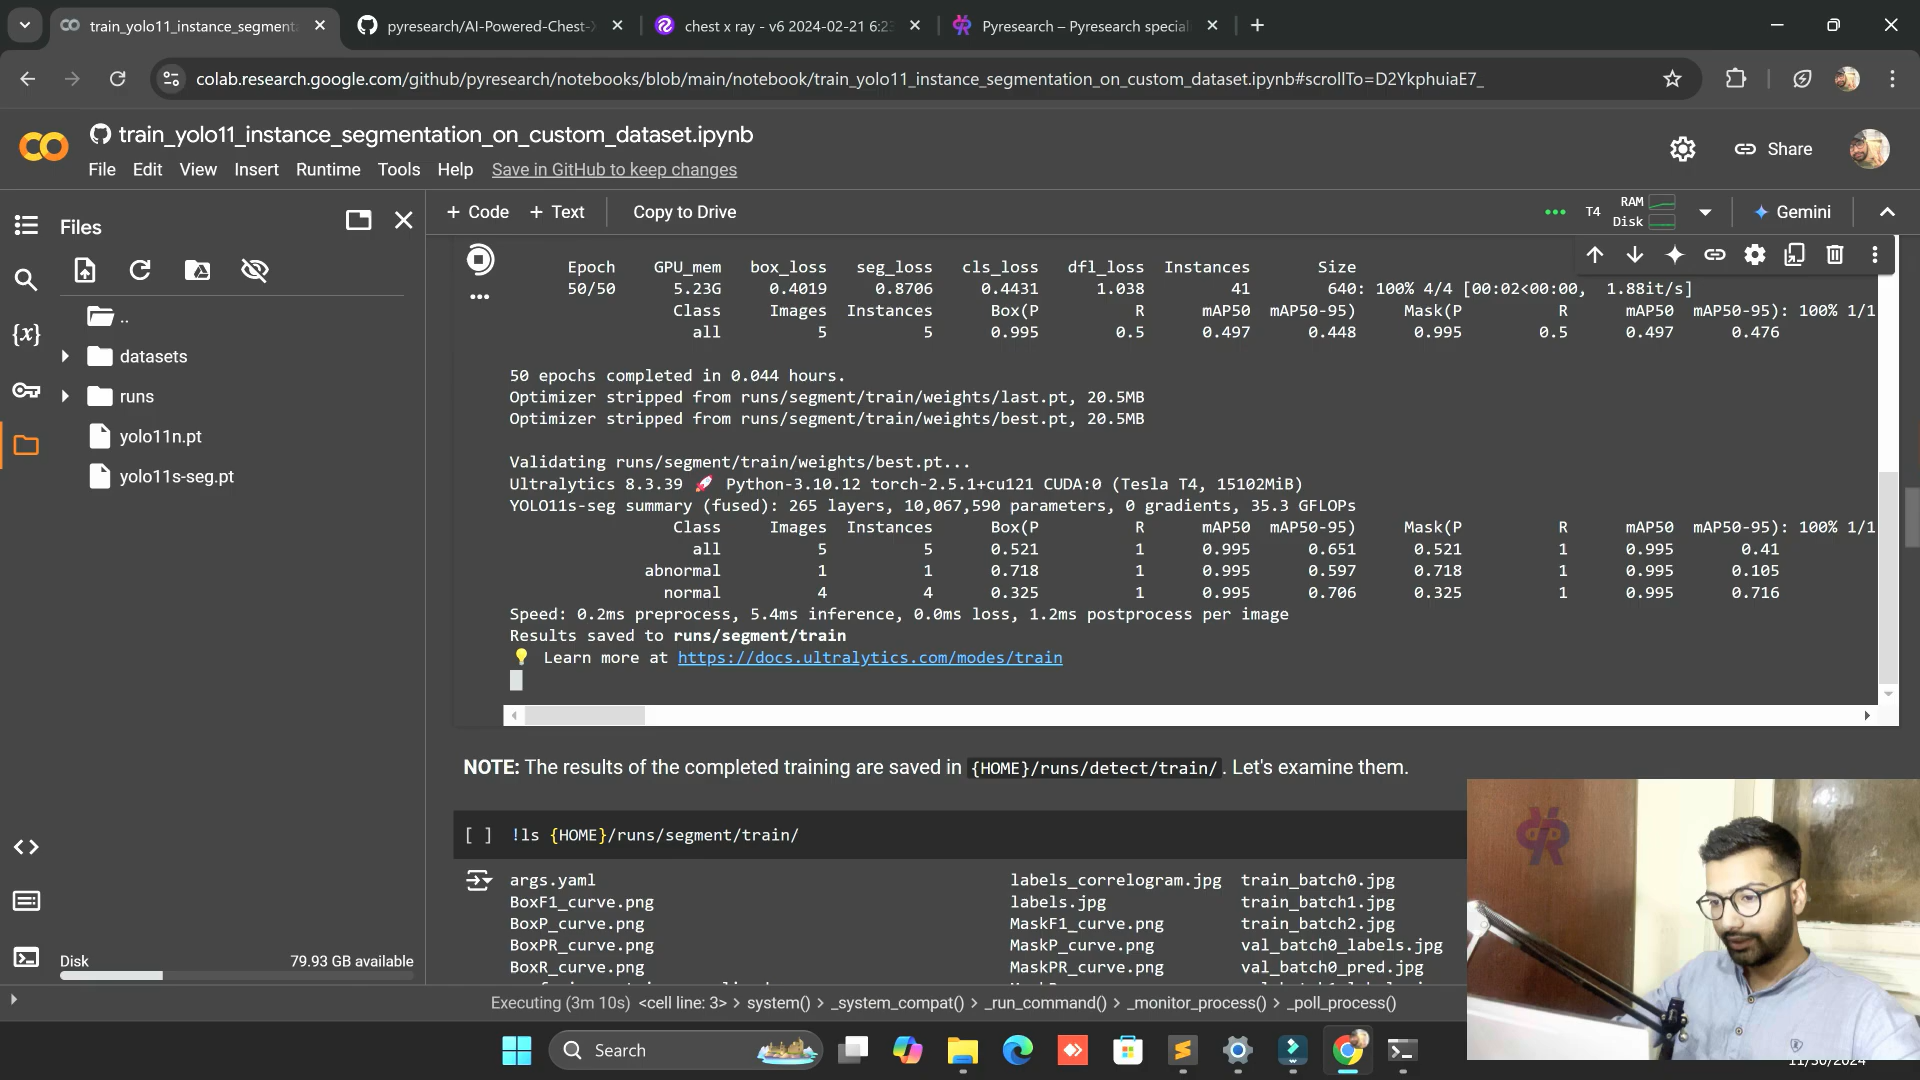 train_yolo11_instance_segmenta
pyresearch/AI-Powered-Chest-X
chest x ray - v6 2024-02-21 6:23
Pyresearch – Pyresearch special
colab.research.google.com/github/pyresearch/notebooks/blob/main/notebook/train_yolo11_instance_segmentation_on_custom_dataset.ipynb#scrollTo=D2YkphuiaE7_
train_yolo11_instance_segmentation_on_custom_dataset.ipynb
File Edit View Insert Runtime Tools Help Save in GitHub to keep changes
Share
Files
+ Code + Text Copy to Drive
T4 RAM Disk
Gemini
..
datasets
runs
yolo11n.pt
yolo11s-seg.pt
Disk 79.93 GB available
Epoch GPU_mem box_loss seg_loss cls_loss dfl_loss Instances Size
50/50 5.23G 0.4019 0.8706 0.4431 1.038 41 640: 100% 4/4 [00:02<00:00, 1.88it/s]
Class Images Instances Box(P R mAP50 mAP50-95) Mask(P R mAP50 mAP50-95): 100% 1/1
all 5 5 0.995 0.5 0.497 0.448 0.995 0.5 0.497 0.476
50 epochs completed in 0.044 hours.
Optimizer stripped from runs/segment/train/weights/last.pt, 20.5MB
Optimizer stripped from runs/segment/train/weights/best.pt, 20.5MB
Validating runs/segment/train/weights/best.pt...
Ultralytics 8.3.39 🚀 Python-3.10.12 torch-2.5.1+cu121 CUDA:0 (Tesla T4, 15102MiB)
YOLO11s-seg summary (fused): 265 layers, 10,067,590 parameters, 0 gradients, 35.3 GFLOPs
Class Images Instances Box(P R mAP50 mAP50-95) Mask(P R mAP50 mAP50-95): 100% 1/1
all 5 5 0.521 1 0.995 0.651 0.521 1 0.995 0.41
abnormal 1 1 0.718 1 0.995 0.597 0.718 1 0.995 0.105
normal 4 4 0.325 1 0.995 0.706 0.325 1 0.995 0.716
Speed: 0.2ms preprocess, 5.4ms inference, 0.0ms loss, 1.2ms postprocess per image
Results saved to runs/segment/train
💡 Learn more at https://docs.ultralytics.com/modes/train
NOTE: The results of the completed training are saved in {HOME}/runs/detect/train/. Let's examine them.
[ ] !ls {HOME}/runs/segment/train/
args.yaml labels_correlogram.jpg train_batch0.jpg
BoxF1_curve.png labels.jpg train_batch1.jpg
BoxP_curve.png MaskF1_curve.png train_batch2.jpg
BoxPR_curve.png MaskP_curve.png val_batch0_labels.jpg
BoxR_curve.png MaskPR_curve.png val_batch0_pred.jpg
Executing (3m 10s) <cell line: 3> > system() > _system_compat() > _run_command() > _monitor_process() > _poll_process()
Search
11/30/2024